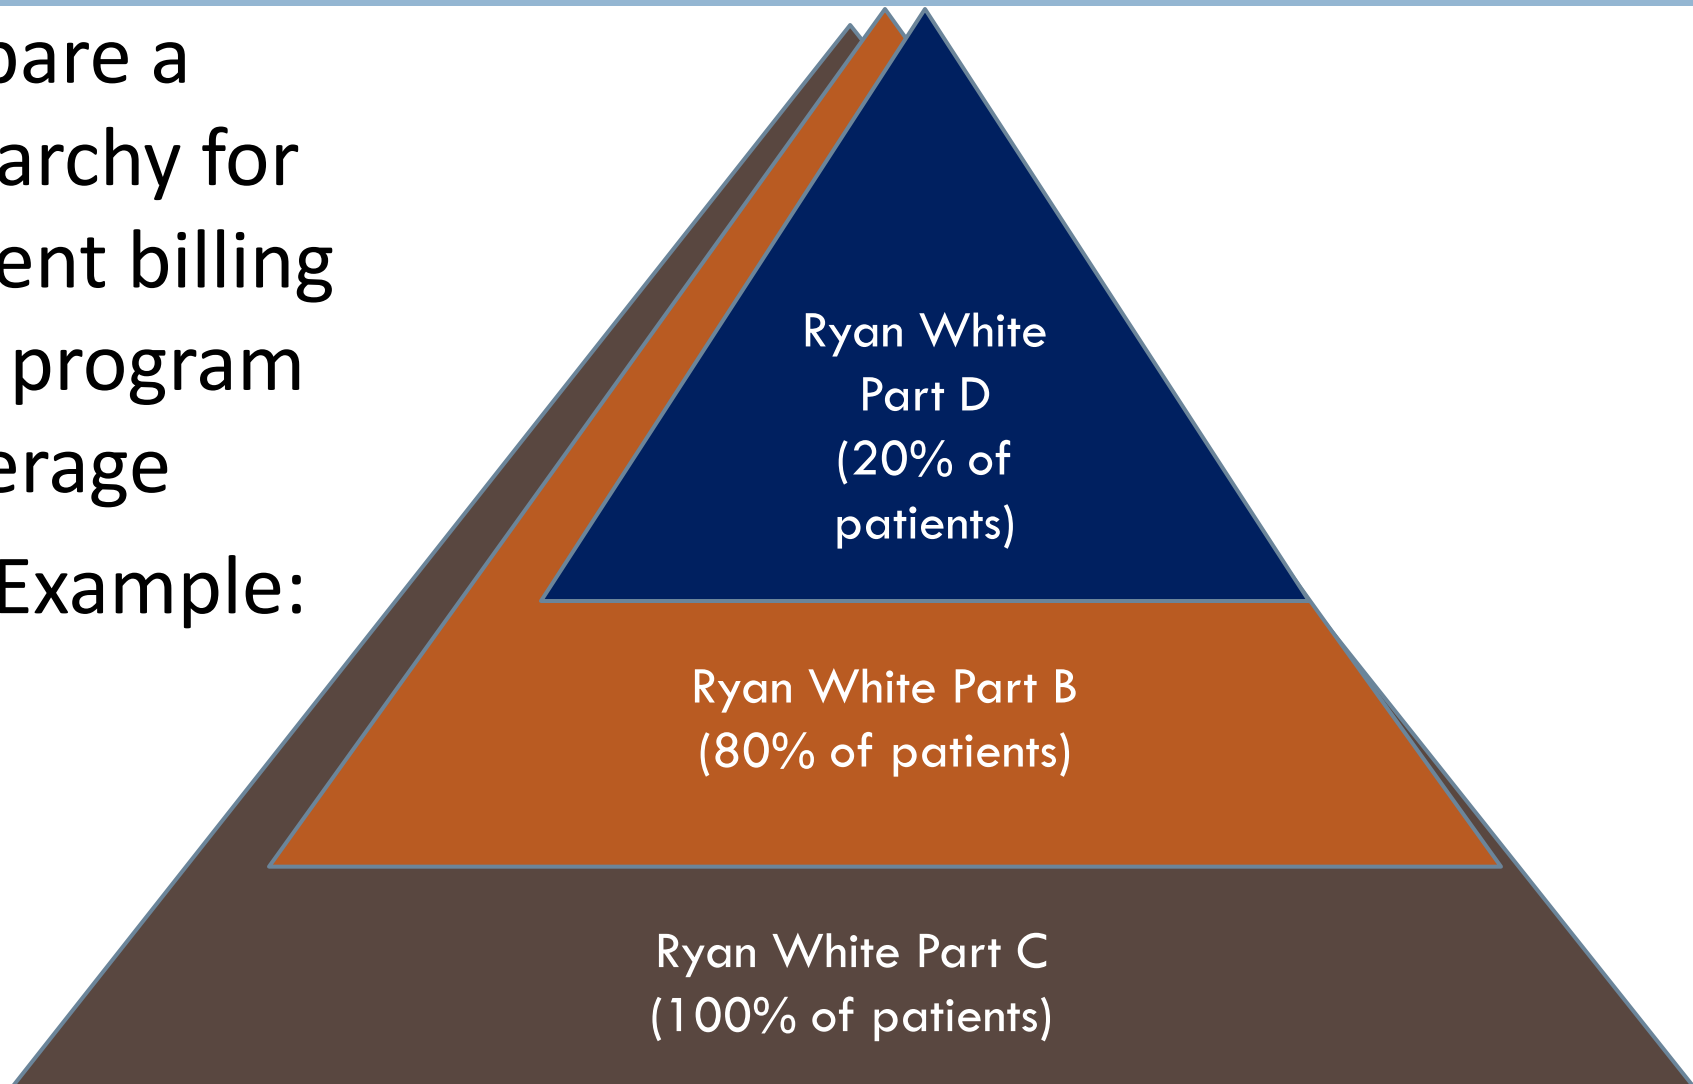 pare a
archy for
ent billing
program
erage
Example:
Ryan White
Part D
(20% of
patients)
Ryan White Part B
(80% of patients)
Ryan White Part C
(100% of patients)